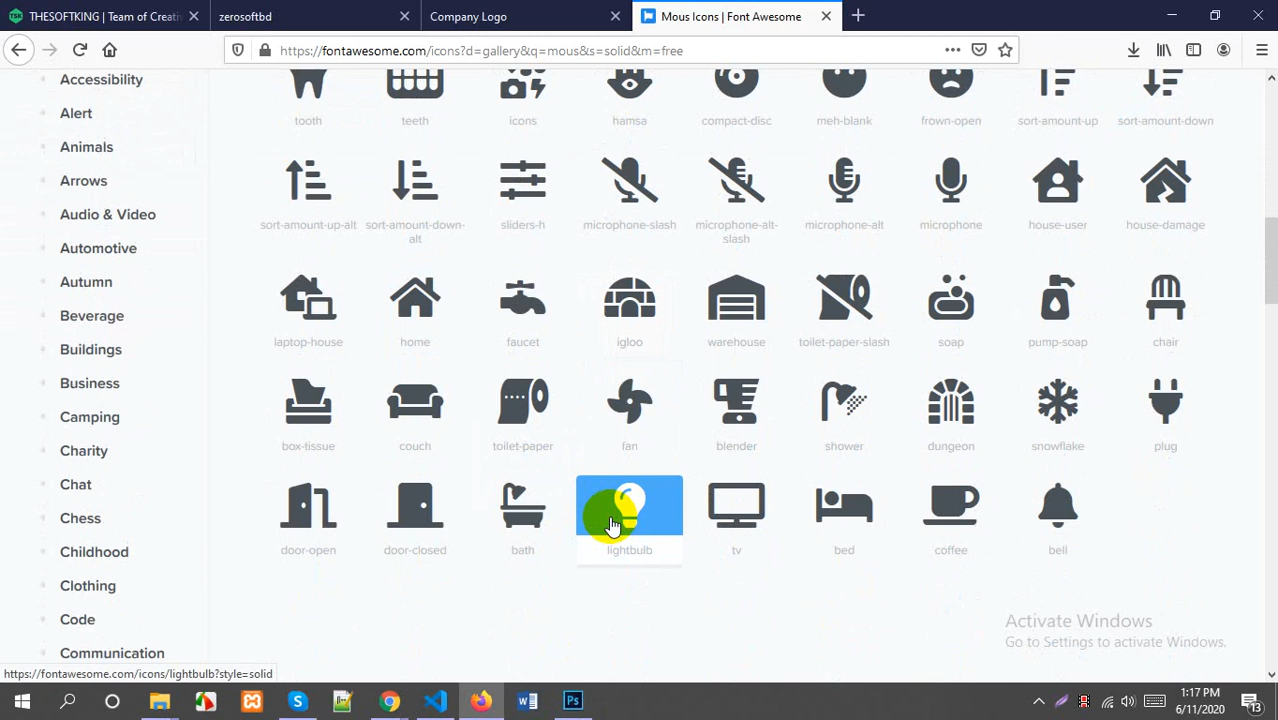 THESOFTKING | Team of Creativ
zerosoftbd
Company Logo
Mous Icons | Font Awesome
https://fontawesome.com/icons?d=gallery&q=mous&s=solid&m=free
Accessibility
Alert
Animals
Arrows
Audio & Video
Automotive
Autumn
Beverage
Buildings
Business
Camping
Charity
Chat
Chess
Childhood
Clothing
Code
Communication
tooth
teeth
icons
hamsa
compact-disc
meh-blank
frown-open
sort-amount-up
sort-amount-down
sort-amount-up-alt
sort-amount-down-
alt
sliders-h
microphone-slash
microphone-alt-
slash
microphone-alt
microphone
house-user
house-damage
laptop-house
home
faucet
igloo
warehouse
toilet-paper-slash
soap
pump-soap
chair
box-tissue
couch
toilet-paper
fan
blender
shower
dungeon
snowflake
plug
door-open
door-closed
bath
lightbulb
tv
bed
coffee
bell
Activate Windows
Go to Settings to activate Windows.
https://fontawesome.com/icons/lightbulb?style=solid
1:17 PM
6/11/2020
13